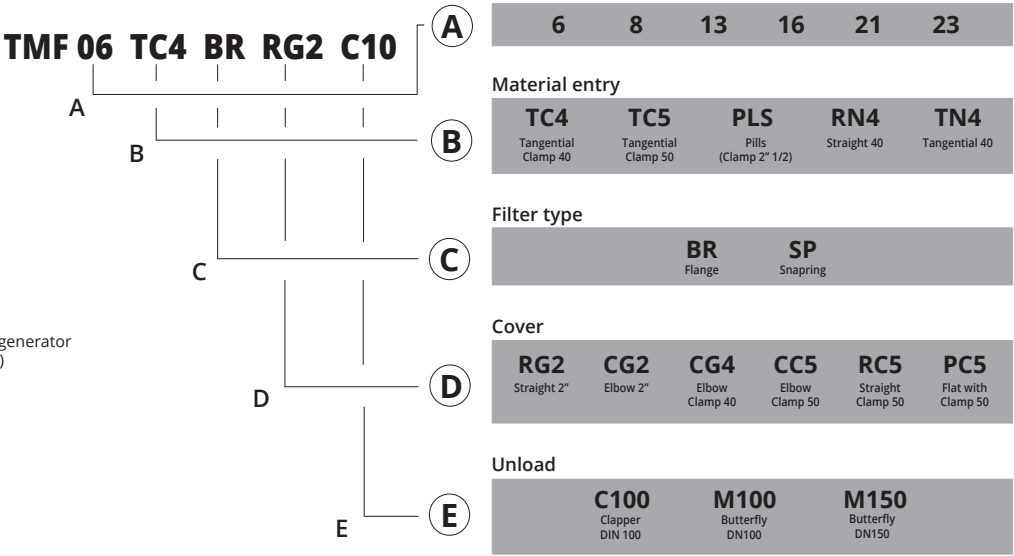 TMF 06 TC4 BR RG2 C10
A
B
C
D
E
generator
)
A
6 8 13 16 21 23
Material entry
B
TC4 TC5 PLS RN4 TN4
Tangential Tangential Pills Straight 40 Tangential 40
Clamp 40 Clamp 50 (Clamp 2” 1/2)
Filter type
C
BR SP
Flange Snapring
Cover
D
RG2 CG2 CG4 CC5 RC5 PC5
Straight 2” Elbow 2” Elbow Elbow Straight Flat with
Clamp 40 Clamp 50 Clamp 50 Clamp 50
Unload
E
C100 M100 M150
Clapper Butterfly Butterfly
DIN 100 DN100 DN150